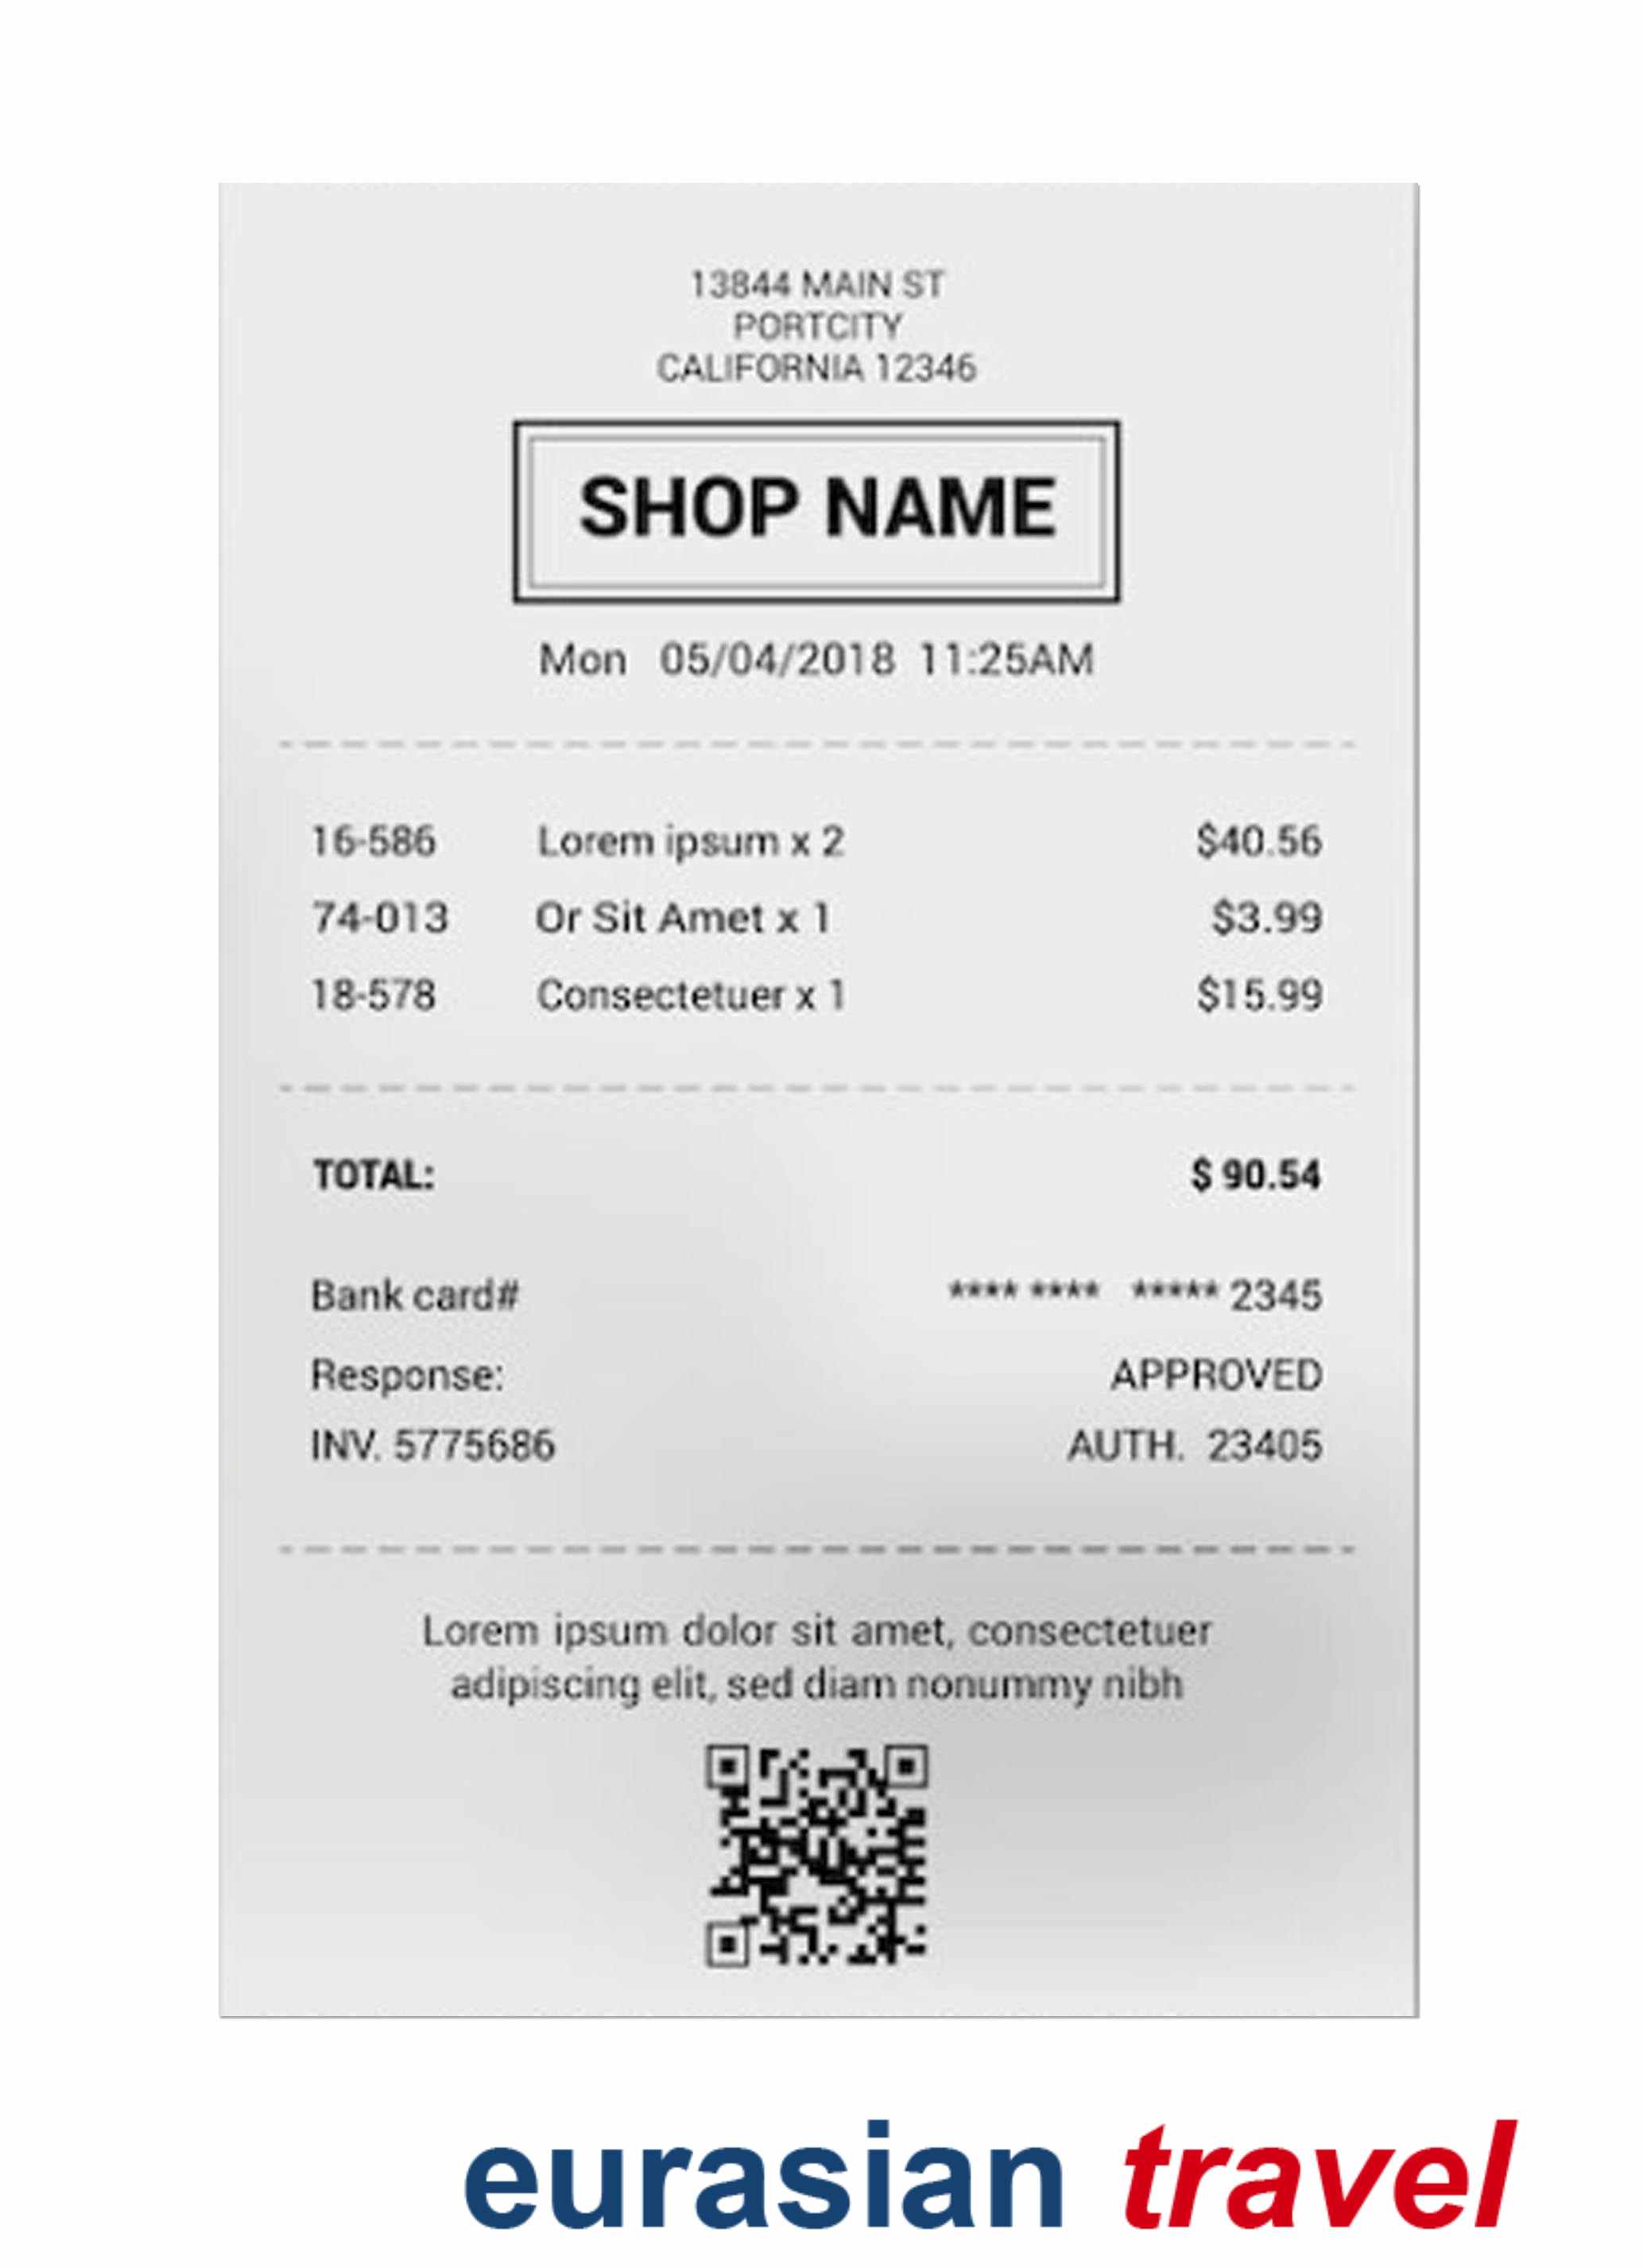 13844 MAIN ST
PORTCITY
CALIFORNIA 12346
SHOP NAME
Mon 05/04/2018 11:25AM
16-586 Lorem ipsum x 2 $40.56
74-013 Or Sit Amet x 1 $3.99
18-578 Consectetuer x 1 $15.99
TOTAL: $ 90.54
Bank card# **** **** ***** 2345
Response: APPROVED
INV. 5775686 AUTH. 23405
Lorem ipsum dolor sit amet, consectetuer
adipiscing elit, sed diam nonummy nibh
eurasian travel